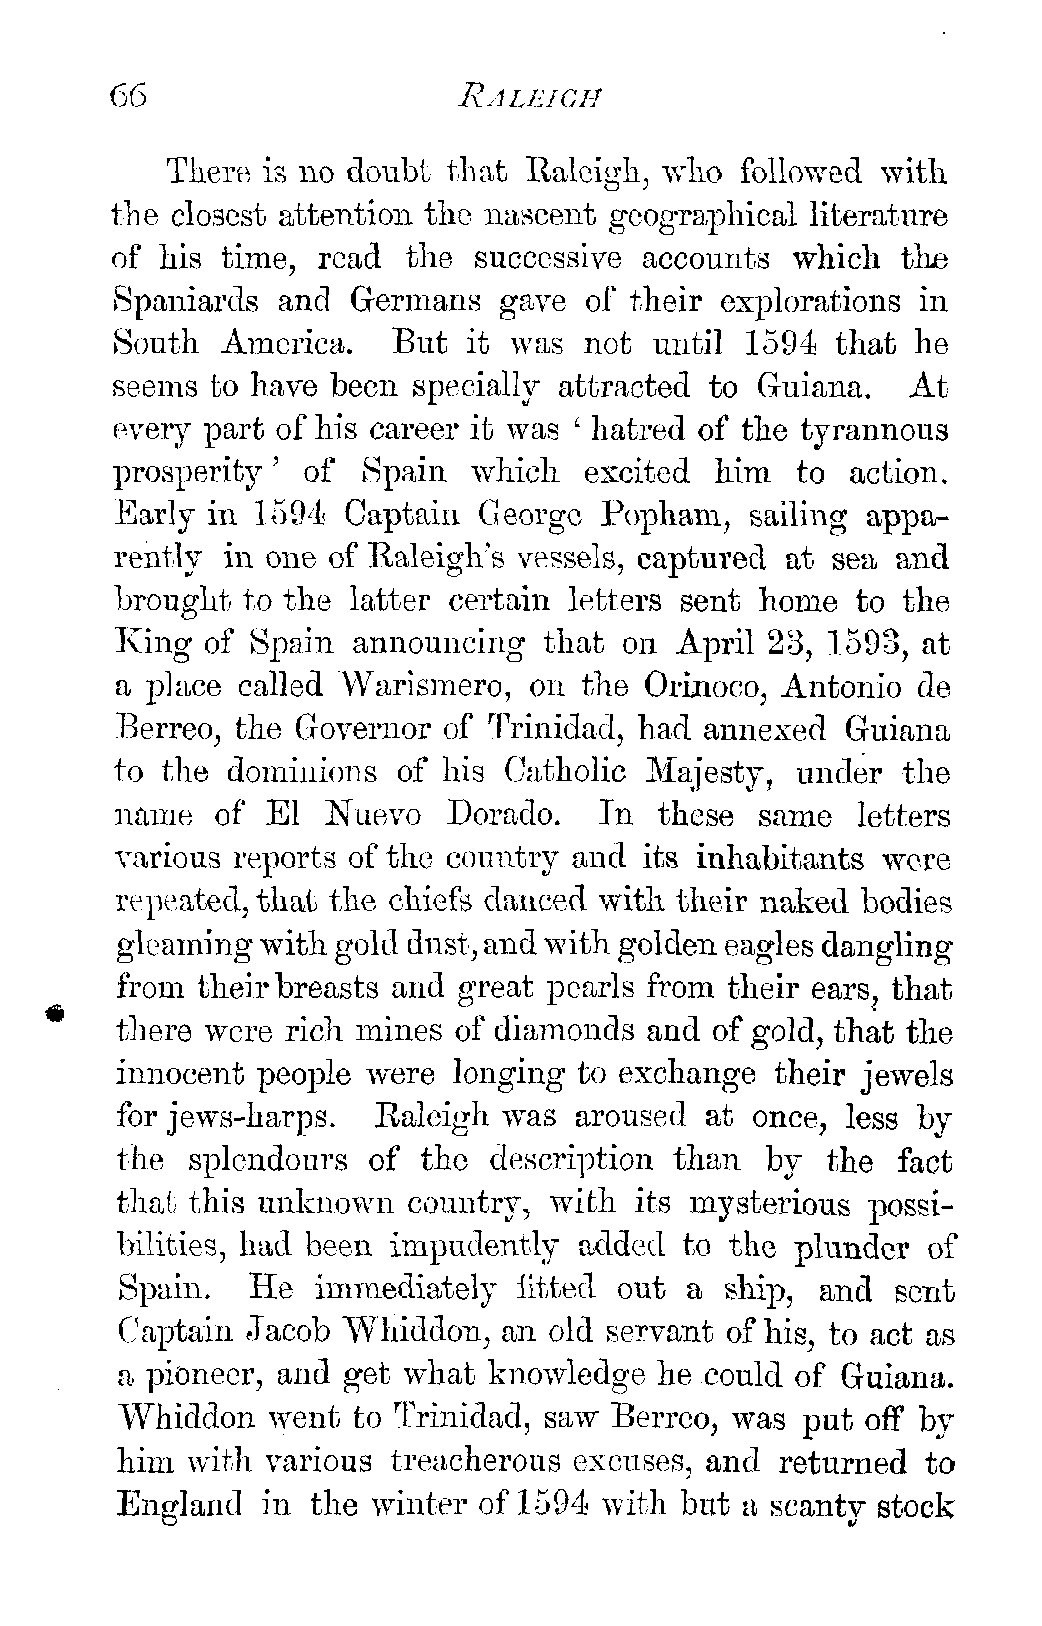 66 RALEIGH
There is no doubt that Raleigh, who followed with
the closest attention the nascent geographical literature
of his time, read the successive accounts which the
Spaniards and Germans gave of their explorations in
South America. But it was not until 1594 that he
seems to have been specially attracted to Guiana. At
every part of his career it was ‘ hatred of the tyrannous
prosperity ’ of Spain which excited him to action.
Early in 1594 Captain George Popham, sailing appa-
rently in one of Raleigh’s vessels, captured at sea and
brought to the latter certain letters sent home to the
King of Spain announcing that on April 23, 1593, at
a place called Warismero, on the Orinoco, Antonio de
Berreo, the Governor of Trinidad, had annexed Guiana
to the dominions of his Catholic Majesty, under the
name of El Nuevo Dorado. In these same letters
various reports of the country and its inhabitants were
repeated, that the chiefs danced with their naked bodies
gleaming with gold dust, and with golden eagles dangling
from their breasts and great pearls from their ears, that
there were rich mines of diamonds and of gold, that the
innocent people were longing to exchange their jewels
for jews-harps. Raleigh was aroused at once, less by
the splendours of the description than by the fact
that this unknown country, with its mysterious possi-
bilities, had been impudently added to the plunder of
Spain. He immediately fitted out a ship, and sent
Captain Jacob Whiddon, an old servant of his, to act as
a pioneer, and get what knowledge he could of Guiana.
Whiddon went to Trinidad, saw Berreo, was put off by
him with various treacherous excuses, and returned to
England in the winter of 1594 with but a scanty stock